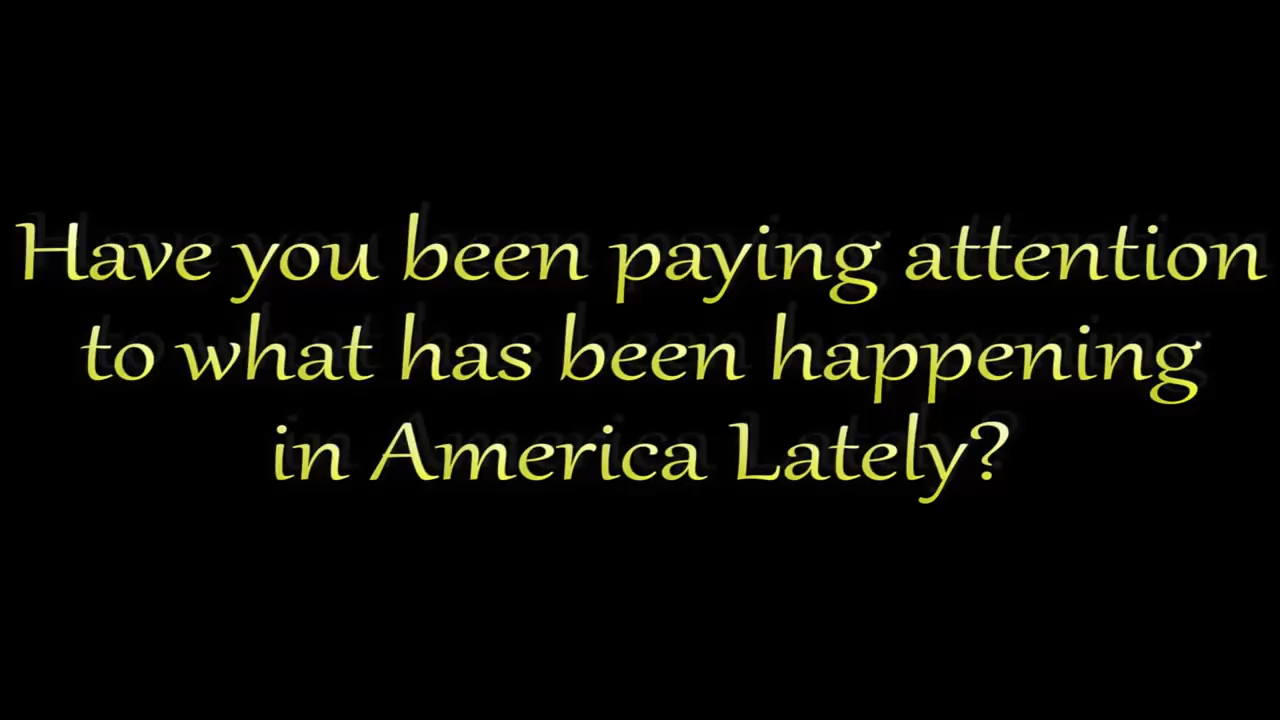 Have you been paying attention
to what has been happening
in America Lately?